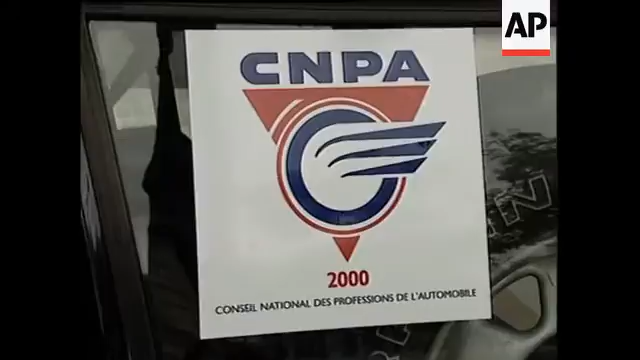 AP
CNPA
2000
CONSEIL NATIONAL DES PROFESSIONS DE L'AUTOMOBILE